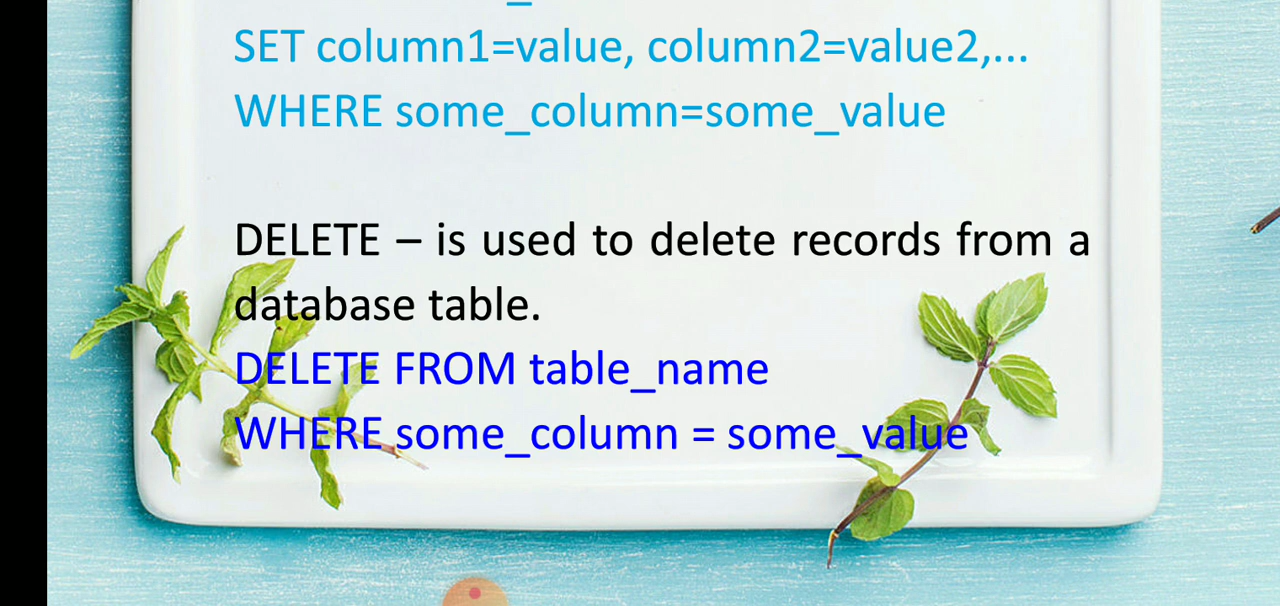 SET column1=value, column2=value2,...
WHERE some_column=some_value
DELETE – is used to delete records from a
database table.
DELETE FROM table_name
WHERE some_column = some_value